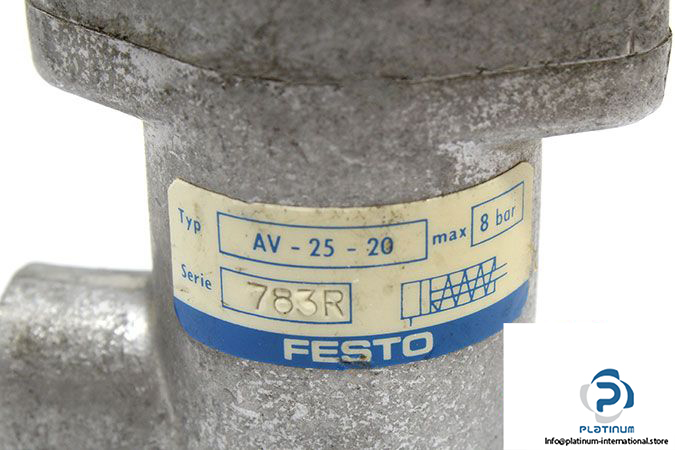 Typ AV - 25 - 20 max 8 bar
Serie 783R
FESTO
PLATINUM
Info@platinum-international.store